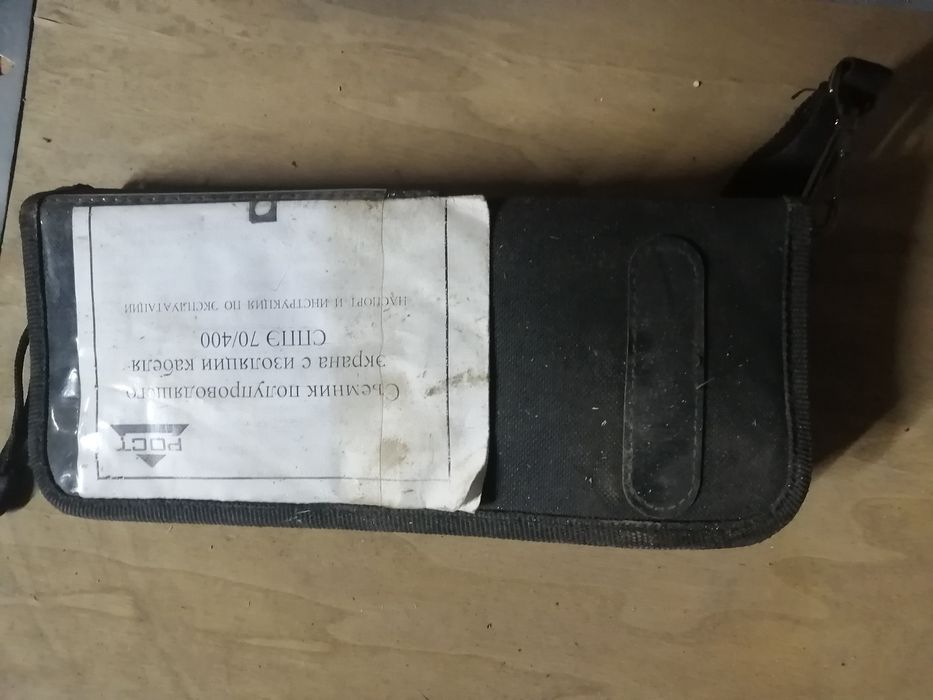 РОСТ
Съемник полупроводящего
экрана с изоляции кабеля
СППЭ 70/400
ПАСПОРТ И ИНСТРУКЦИЯ ПО ЭКСПЛУАТАЦИИ